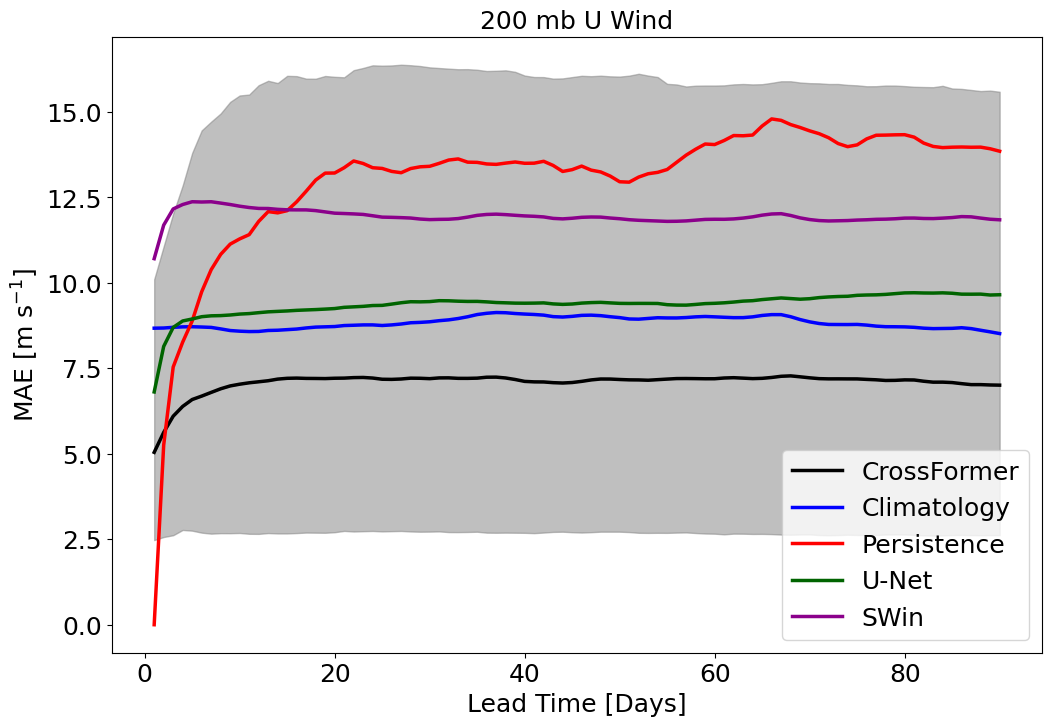 200 mb U Wind
MAE [m s⁻¹]
15.0
12.5
10.0
7.5
5.0
2.5
0.0
0
20
40
60
80
Lead Time [Days]
CrossFormer
Climatology
Persistence
U-Net
SWin